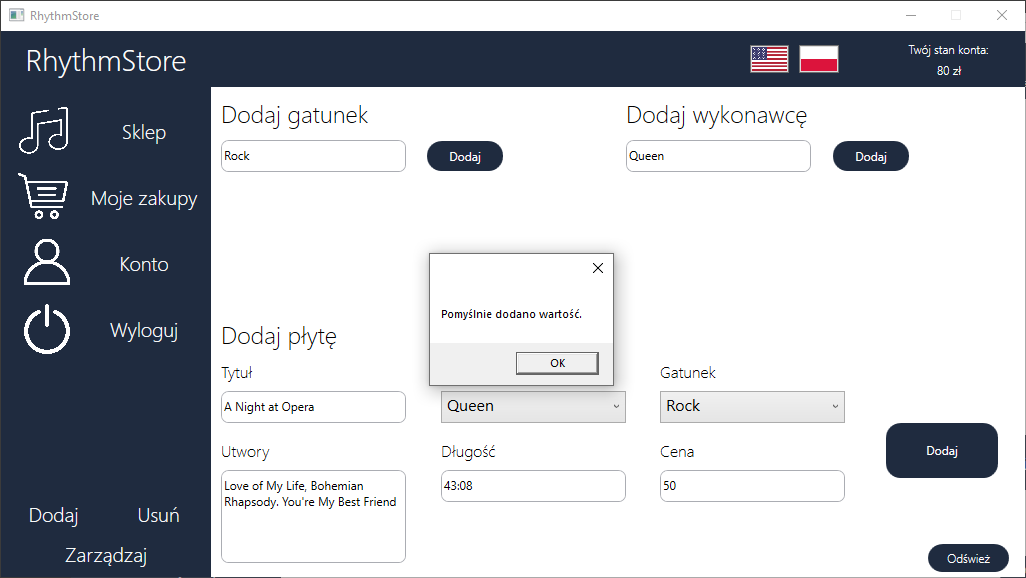 RhythmStore
RhythmStore
Twój stan konta:
80 zł
Sklep
Moje zakupy
Konto
Wyloguj
Dodaj
Usuń
Zarządzaj
Dodaj gatunek
Rock
Dodaj
Dodaj wykonawcę
Queen
Dodaj
Pomyślnie dodano wartość.
OK
Dodaj płytę
Tytuł
Gatunek
A Night at Opera
Queen
Rock
Utwory
Długość
Cena
Love of My Life, Bohemian
Rhapsody. You're My Best Friend
43:08
50
Dodaj
Odśwież